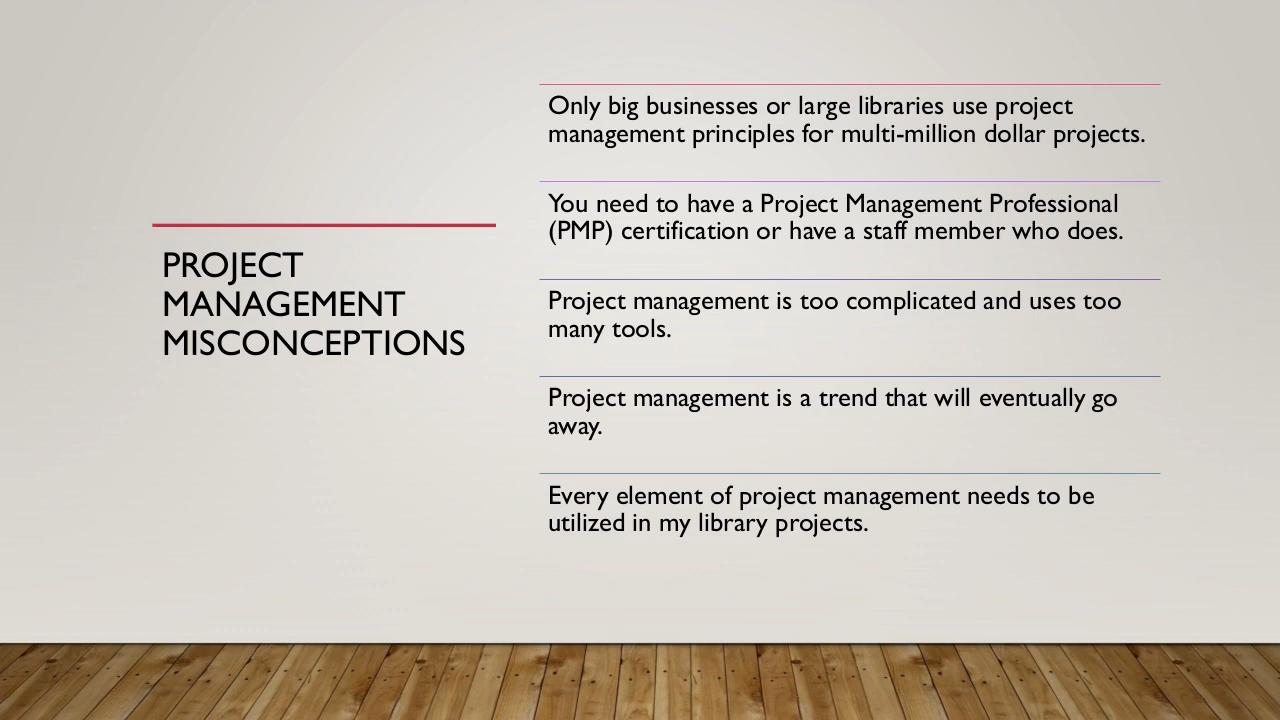 PROJECT
MANAGEMENT
MISCONCEPTIONS
Only big businesses or large libraries use project
management principles for multi-million dollar projects.
You need to have a Project Management Professional
(PMP) certification or have a staff member who does.
Project management is too complicated and uses too
many tools.
Project management is a trend that will eventually go
away.
Every element of project management needs to be
utilized in my library projects.